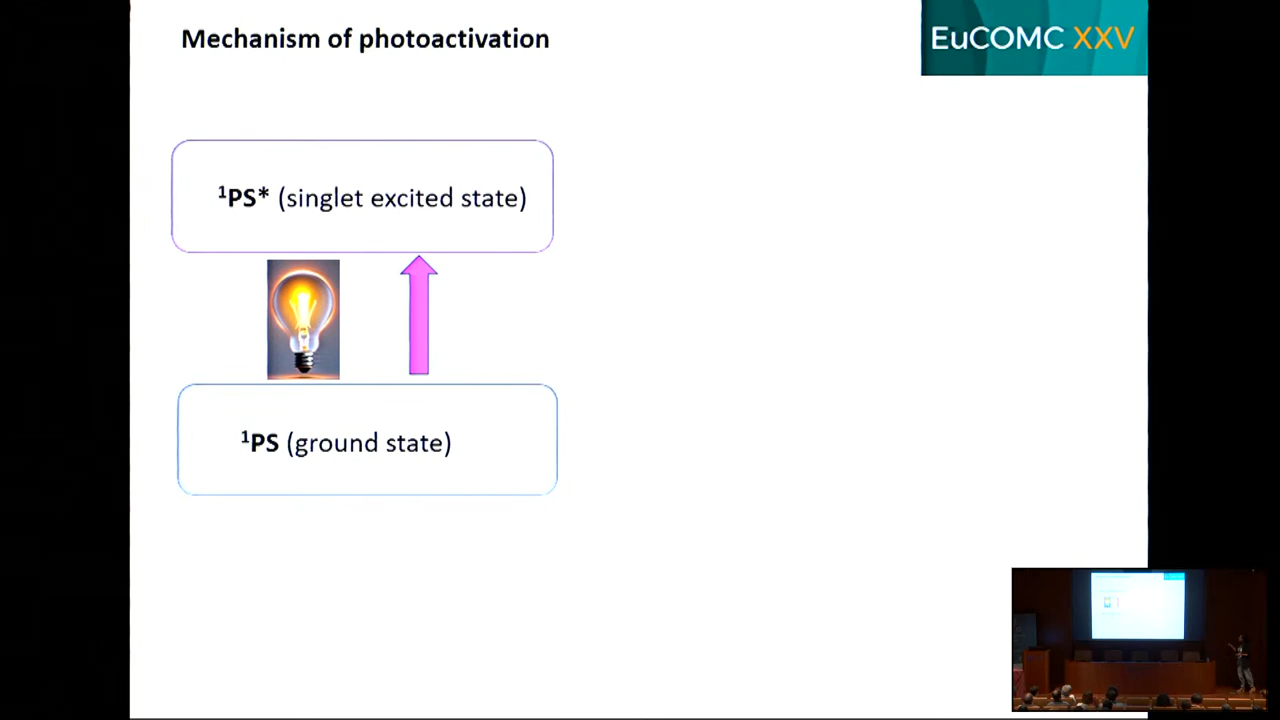 Mechanism of photoactivation
EuCOMC XXV
¹PS* (singlet excited state)
¹PS (ground state)